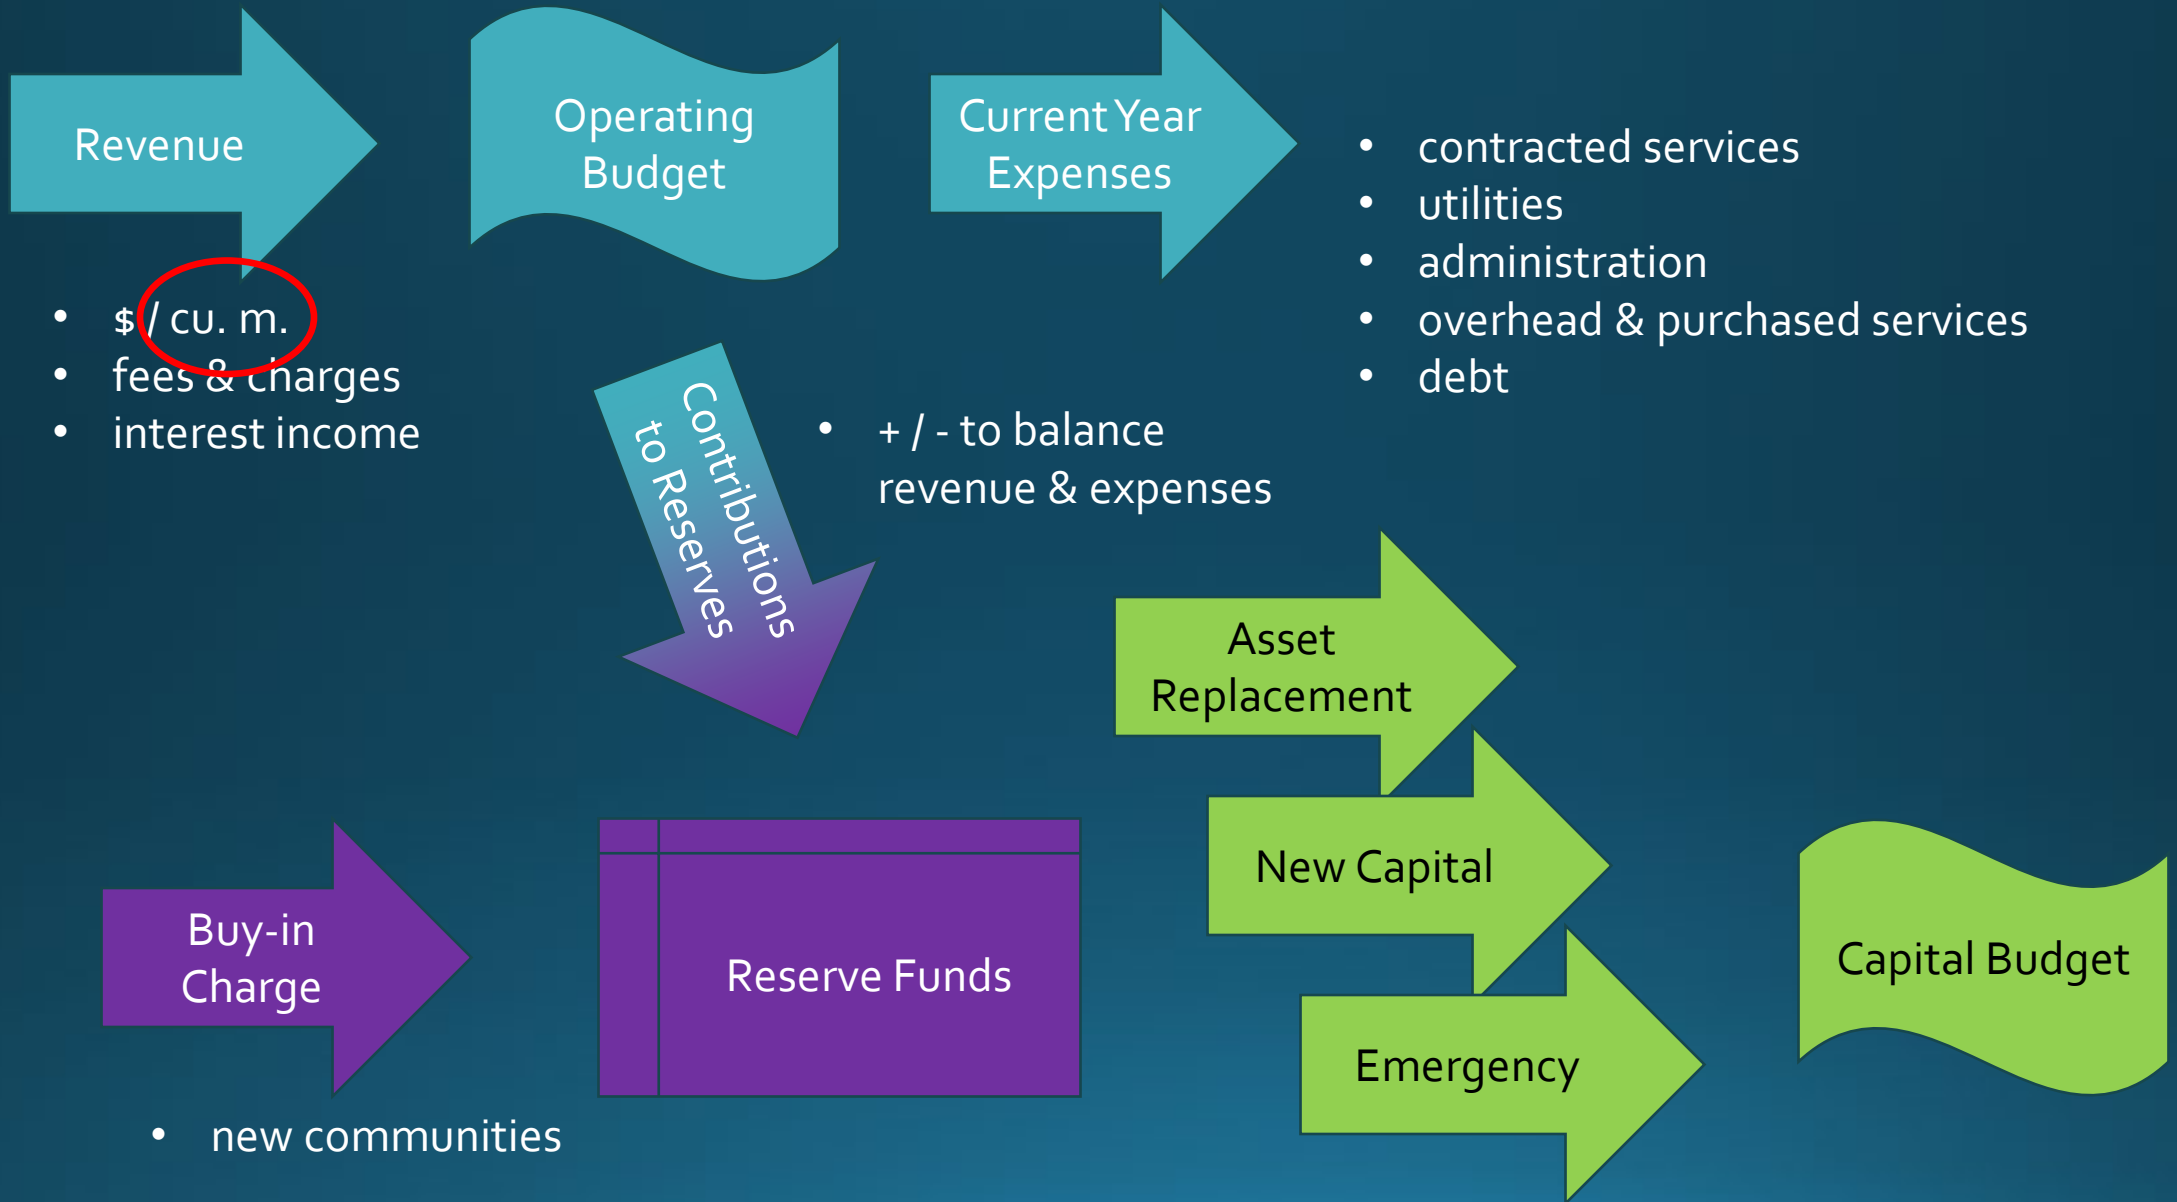 Revenue
Operating
Budget
Current Year
Expenses
• contracted services
• utilities
• administration
• overhead & purchased services
• debt
• $ / cu. m.
• fees & charges
• interest income
Contributions
to Reserves
• + / - to balance
revenue & expenses
Asset
Replacement
New Capital
Emergency
Capital Budget
Buy-in
Charge
Reserve Funds
• new communities